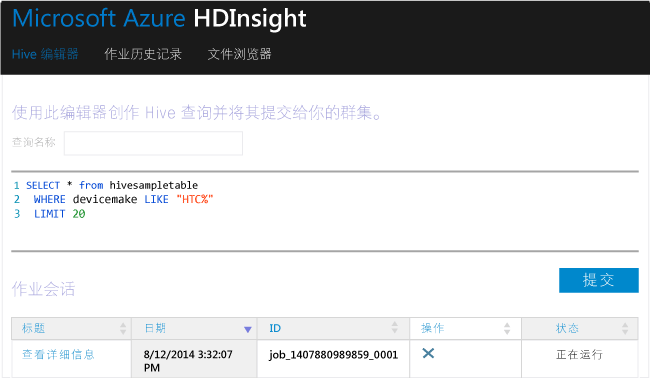 Microsoft Azure HDInsight
Hive 编辑器 作业历史记录 文件浏览器
使用此编辑器创作 Hive 查询并将其提交给你的群集。
查询名称
1 SELECT * from hivesampletable
2 WHERE devicemake LIKE "HTC%"
3 LIMIT 20
提交
作业会话
标题 日期 ID 操作 状态
查看详细信息 8/12/2014 3:32:07 job_1407880989859_0001 正在运行
PM